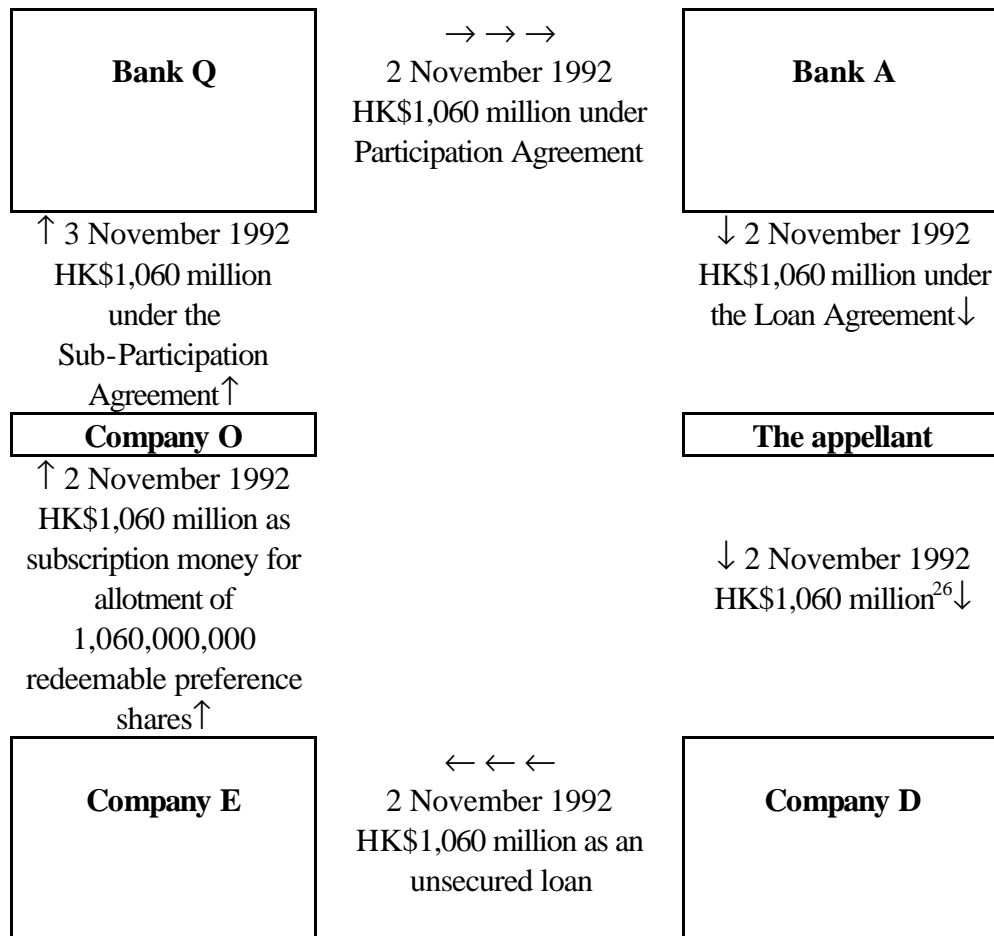 Bank Q
→ → →
2 November 1992
HK$1,060 million under
Participation Agreement
Bank A
↑ 3 November 1992
HK$1,060 million
under the
Sub-Participation
Agreement↑
↓ 2 November 1992
HK$1,060 million under
the Loan Agreement↓
Company O
The appellant
↑ 2 November 1992
HK$1,060 million as
subscription money for
allotment of
1,060,000,000
redeemable preference
shares↑
↓ 2 November 1992
HK$1,060 million26↓
Company E
← ← ←
2 November 1992
HK$1,060 million as an
unsecured loan
Company D